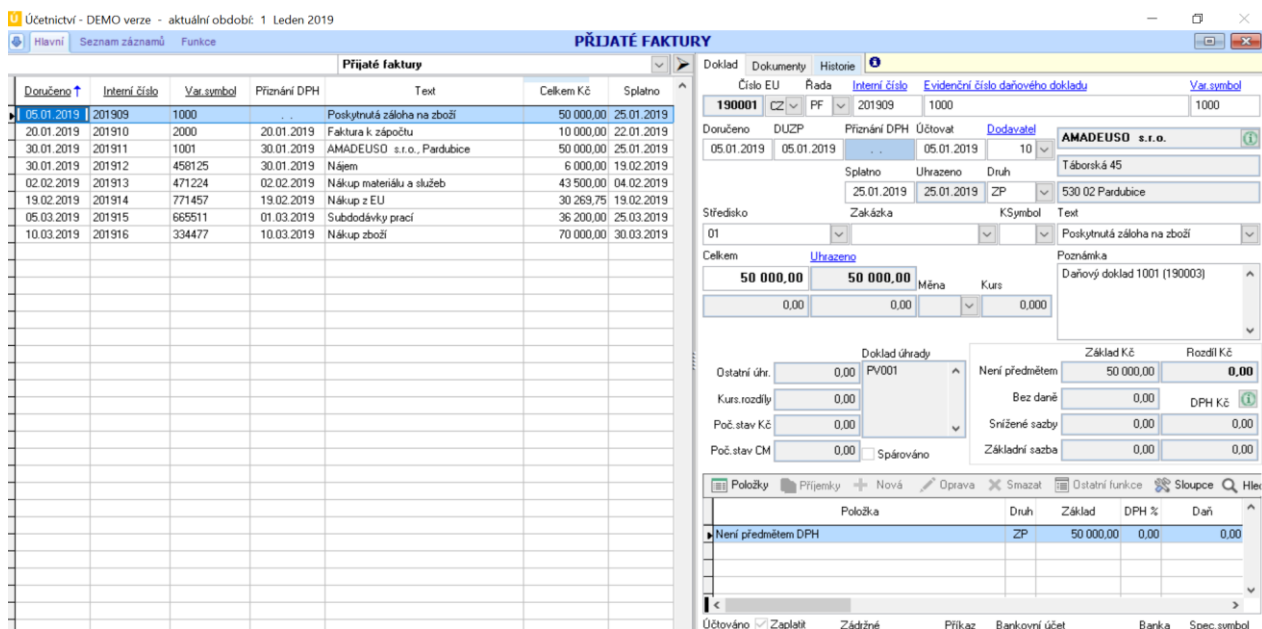 Účetnictví - DEMO verze - aktuální období: 1 Leden 2019
Hlavní Seznam záznamů Funkce PŘIJATÉ FAKTURY
Přijaté faktury
Doručeno Interní číslo Var.symbol Přiznání DPH Text Celkem Kč Splatno
05.01.2019 201909 1000 . . Poskytnutá záloha na zboží 50 000,00 25.01.2019
20.01.2019 201910 2000 20.01.2019 Faktura k zápočtu 10 000,00 22.01.2019
30.01.2019 201911 1001 30.01.2019 AMADEUSO s.r.o., Pardubice 50 000,00 25.01.2019
30.01.2019 201912 458125 30.01.2019 Nájem 6 000,00 19.02.2019
02.02.2019 201913 471224 02.02.2019 Nákup materiálu a služeb 43 500,00 04.02.2019
19.02.2019 201914 771457 19.02.2019 Nákup z EU 30 269,75 19.02.2019
05.03.2019 201915 665511 01.03.2019 Subdodávky prací 36 200,00 25.03.2019
10.03.2019 201916 334477 10.03.2019 Nákup zboží 70 000,00 30.03.2019
Doklad Dokumenty Historie
Číslo EU Řada Interní číslo Evidenční číslo daňového dokladu Var.symbol
190001 CZ PF 201909 1000 1000
Doručeno DUZP Přiznání DPH Účtovat Dodavatel AMADEUSO s.r.o.
05.01.2019 05.01.2019 . . 05.01.2019 10
Táborská 45
Splatno Uhrazeno Druh
25.01.2019 25.01.2019 ZP 530 02 Pardubice
Středisko Zakázka KSymbol Text
01 Poskytnutá záloha na zboží
Celkem Uhrazeno Poznámka
50 000,00 50 000,00 Měna Kurs Daňový doklad 1001 (190003)
0,00 0,00 0,000
Doklad úhrady Základ Kč Rozdíl Kč
Ostatní úhr. 0,00 PV001 Není předmětem 50 000,00 0,00
Kurs.rozdíly 0,00 Bez daně 0,00 DPH Kč
Poč.stav Kč 0,00 Snížené sazby 0,00 0,00
Poč.stav CM 0,00 Spárováno Základní sazba 0,00 0,00
Položky Příjemky Nová Oprava Smazat Ostatní funkce Sloupce Hled
Položka Druh Základ DPH % Daň
Není předmětem DPH ZP 50 000,00 0,00 0,00
Účtováno Zaplatit Zádržné Příkaz Bankovní účet Banka Spec.symbol